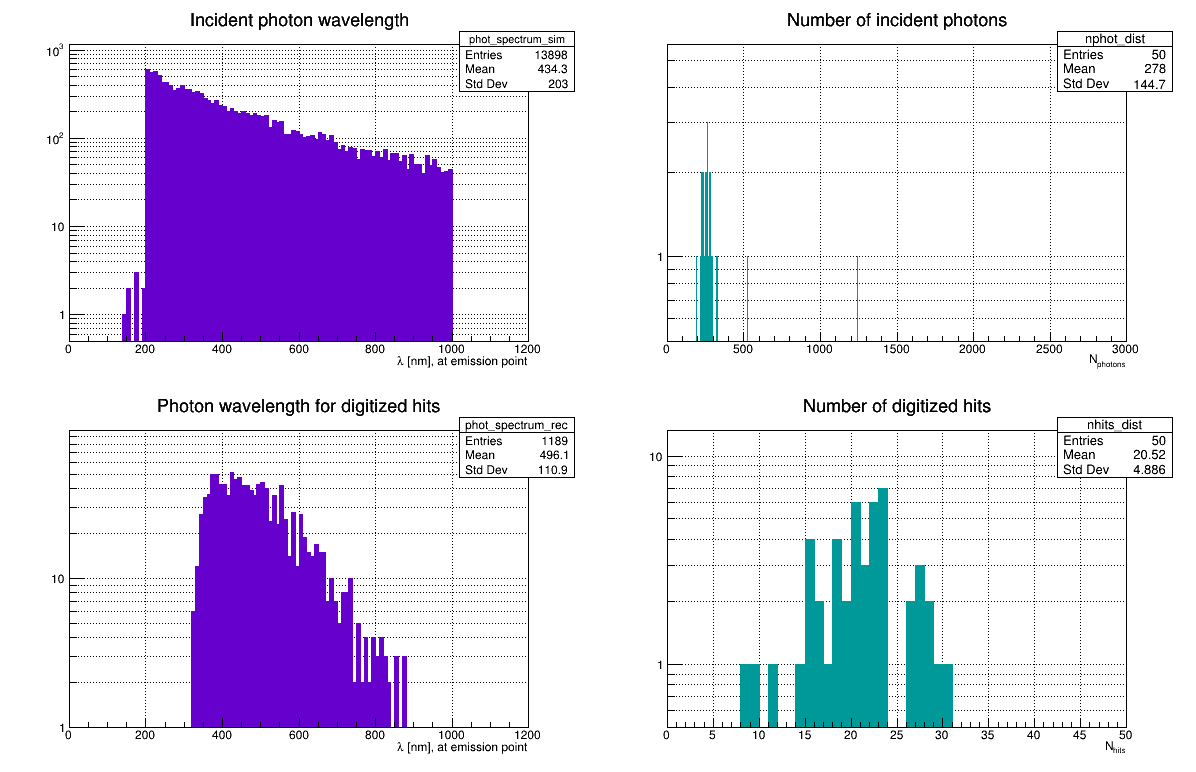 Incident photon wavelength
phot_spectrum_sim
Entries 13898
Mean 434.3
Std Dev 203
10³
10²
10
1
0 200 400 600 800 1000 1200
λ [nm], at emission point
Number of incident photons
nphot_dist
Entries 50
Mean 278
Std Dev 144.7
1
0 500 1000 1500 2000 2500 3000
Nphotons
Photon wavelength for digitized hits
phot_spectrum_rec
Entries 1189
Mean 496.1
Std Dev 110.9
10
1
0 200 400 600 800 1000 1200
λ [nm], at emission point
Number of digitized hits
nhits_dist
Entries 50
Mean 20.52
Std Dev 4.886
10
1
0 5 10 15 20 25 30 35 40 45 50
Nhits